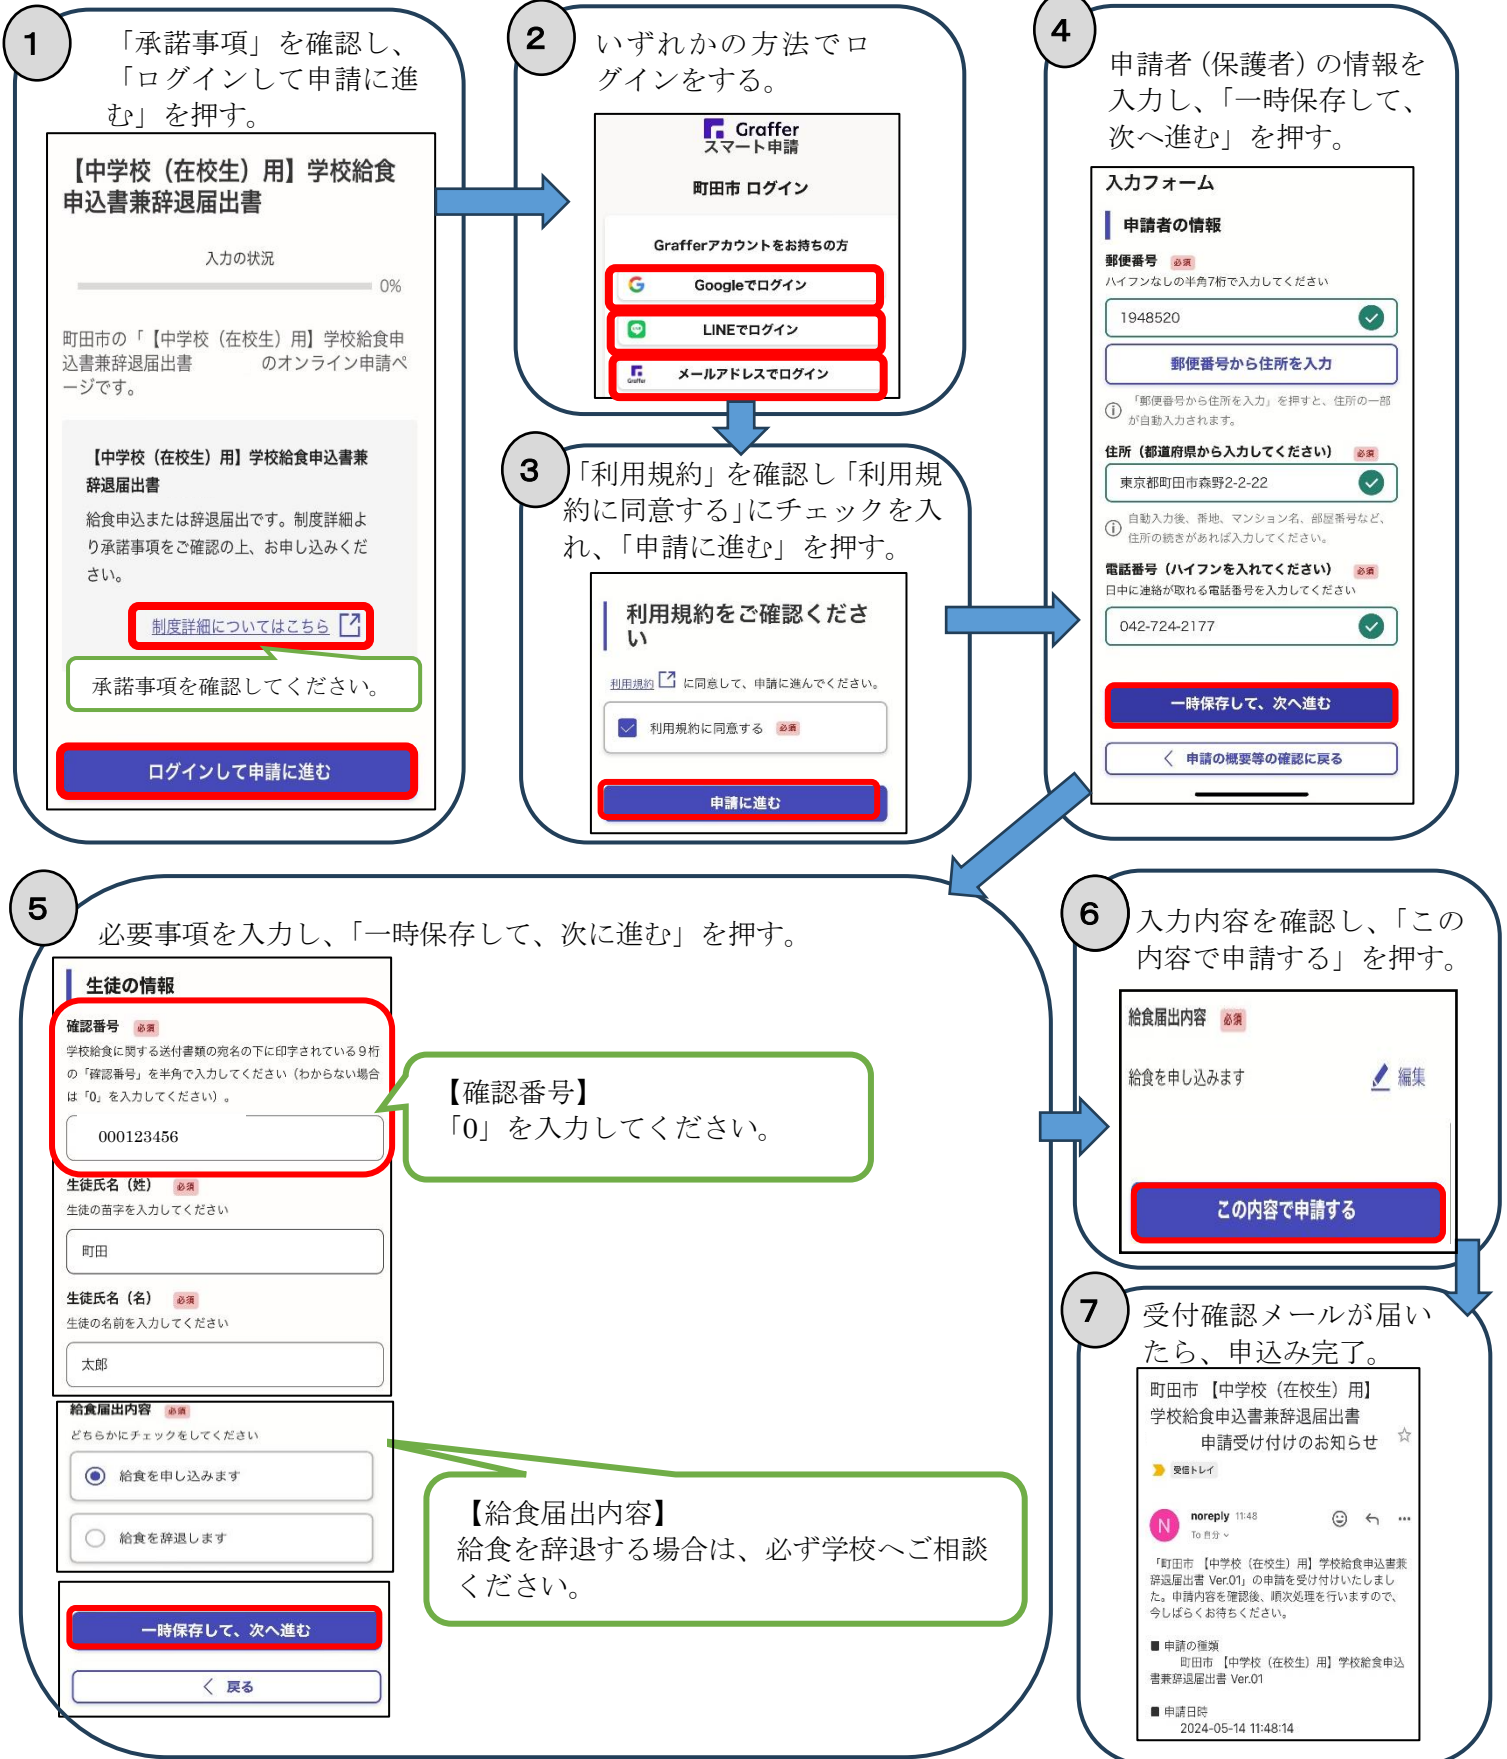 1
「承諾事項」を確認し、
「ログインして申請に進
む」を押す。
【中学校（在校生）用】学校給食
申込書兼辞退届出書
入力の状況
0%
町田市の「【中学校（在校生）用】学校給食申
込書兼辞退届出書 のオンライン申請ペ
ージです。
【中学校（在校生）用】学校給食申込書兼
辞退届出書
給食申込または辞退届出です。制度詳細よ
り承諾事項をご確認の上、お申し込みくだ
さい。
制度詳細についてはこちら
承諾事項を確認してください。
ログインして申請に進む
2
いずれかの方法でロ
グインをする。
Graffer
スマート申請
町田市 ログイン
Grafferアカウントをお持ちの方
Googleでログイン
LINEでログイン
Graffer
メールアドレスでログイン
3
「利用規約」を確認し「利用規
約に同意する」にチェックを入
れ、「申請に進む」を押す。
利用規約をご確認くださ
い
利用規約 に同意して、申請に進んでください。
利用規約に同意する 必須
申請に進む
4
申請者（保護者）の情報を
入力し、「一時保存して、
次へ進む」を押す。
入力フォーム
申請者の情報
郵便番号 必須
ハイフンなしの半角7桁で入力してください
1948520
郵便番号から住所を入力
「郵便番号から住所を入力」を押すと、住所の一部
が自動入力されます。
住所（都道府県から入力してください） 必須
東京都町田市森野2-2-22
自動入力後、番地、マンション名、部屋番号など、
住所の続きがあれば入力してください。
電話番号（ハイフンを入れてください） 必須
日中に連絡が取れる電話番号を入力してください
042-724-2177
一時保存して、次へ進む
申請の概要等の確認に戻る
5
必要事項を入力し、「一時保存して、次に進む」を押す。
生徒の情報
確認番号 必須
学校給食に関する送付書類の宛名の下に印字されている９桁
の「確認番号」を半角で入力してください（わからない場合
は「0」を入力してください）。
000123456
【確認番号】
「0」を入力してください。
生徒氏名（姓） 必須
生徒の苗字を入力してください
町田
生徒氏名（名） 必須
生徒の名前を入力してください
太郎
給食届出内容 必須
どちらかにチェックをしてください
給食を申し込みます
給食を辞退します
【給食届出内容】
給食を辞退する場合は、必ず学校へご相談
ください。
一時保存して、次へ進む
戻る
6
入力内容を確認し、「この
内容で申請する」を押す。
給食届出内容 必須
給食を申し込みます 編集
この内容で申請する
7
受付確認メールが届い
たら、申込み完了。
町田市 【中学校（在校生）用】
学校給食申込書兼辞退届出書
申請受け付けのお知らせ
受信トレイ
N
noreply 11:48
To 自分
「町田市 【中学校（在校生）用】学校給食申込書兼
辞退届出書 Ver.01」の申請を受け付けいたしまし
た。申請内容を確認後、順次処理を行いますので、
今しばらくお待ちください。
■ 申請の種類
町田市 【中学校（在校生）用】学校給食申込
書兼辞退届出書 Ver.01
■ 申請日時
2024-05-14 11:48:14